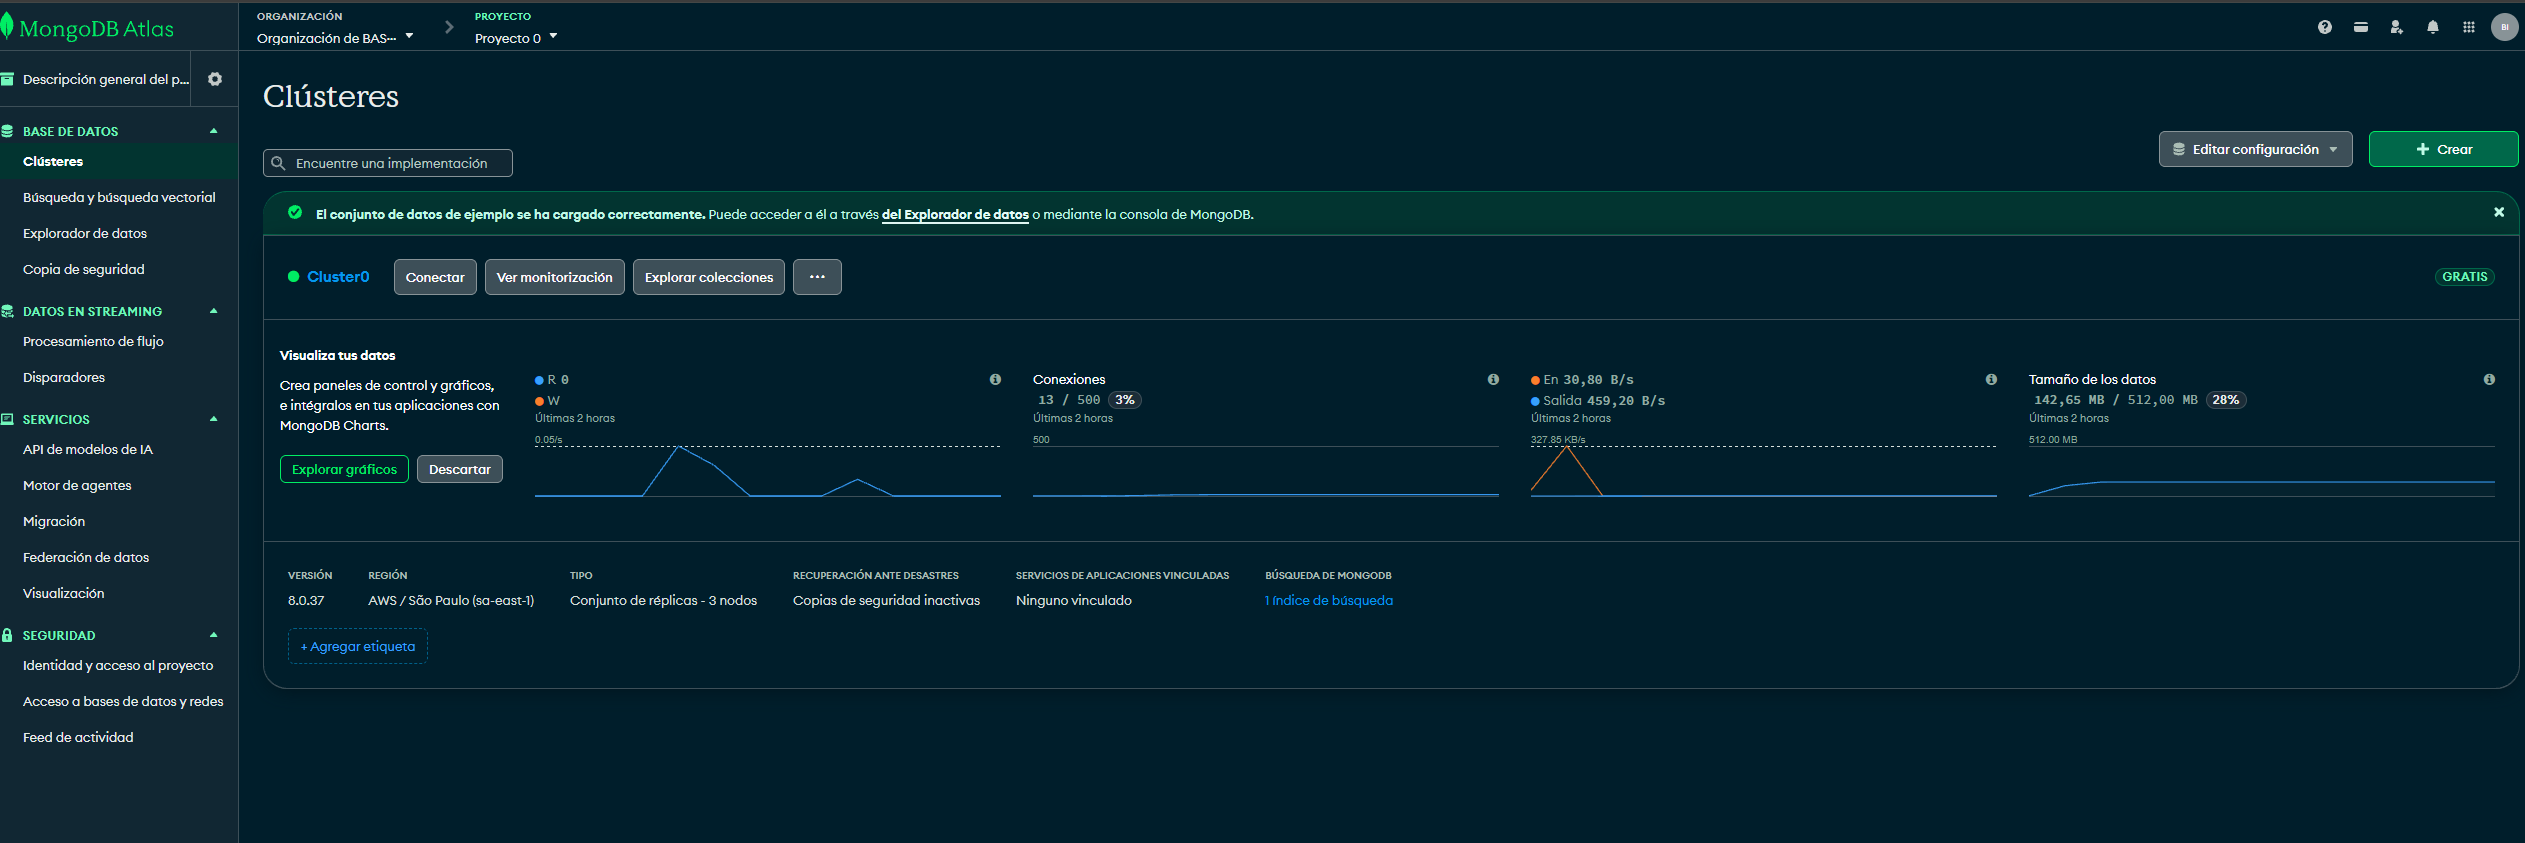 MongoDB Atlas
ORGANIZACIÓN
Organización de BAS···
PROYECTO
Proyecto 0
BI
Descripción general del p...
BASE DE DATOS
Clústeres
Búsqueda y búsqueda vectorial
Explorador de datos
Copia de seguridad
DATOS EN STREAMING
Procesamiento de flujo
Disparadores
SERVICIOS
API de modelos de IA
Motor de agentes
Migración
Federación de datos
Visualización
SEGURIDAD
Identidad y acceso al proyecto
Acceso a bases de datos y redes
Feed de actividad
Clústeres
Encuentre una implementación
Editar configuración
+ Crear
El conjunto de datos de ejemplo se ha cargado correctamente. Puede acceder a él a través del Explorador de datos o mediante la consola de MongoDB.
Cluster0
Conectar
Ver monitorización
Explorar colecciones
···
GRATIS
Visualiza tus datos
Crea paneles de control y gráficos,
e intégralos en tus aplicaciones con
MongoDB Charts.
Explorar gráficos
Descartar
R 0
W
Últimas 2 horas
0.05/s
Conexiones
13 / 500 3%
Últimas 2 horas
500
En 30,80 B/s
Salida 459,20 B/s
Últimas 2 horas
327.85 KB/s
Tamaño de los datos
142,65 MB / 512,00 MB 28%
Últimas 2 horas
512.00 MB
VERSIÓN
8.0.37
REGIÓN
AWS / São Paulo (sa-east-1)
TIPO
Conjunto de réplicas - 3 nodos
RECUPERACIÓN ANTE DESASTRES
Copias de seguridad inactivas
SERVICIOS DE APLICACIONES VINCULADAS
Ninguno vinculado
BÚSQUEDA DE MONGODB
1 índice de búsqueda
+ Agregar etiqueta